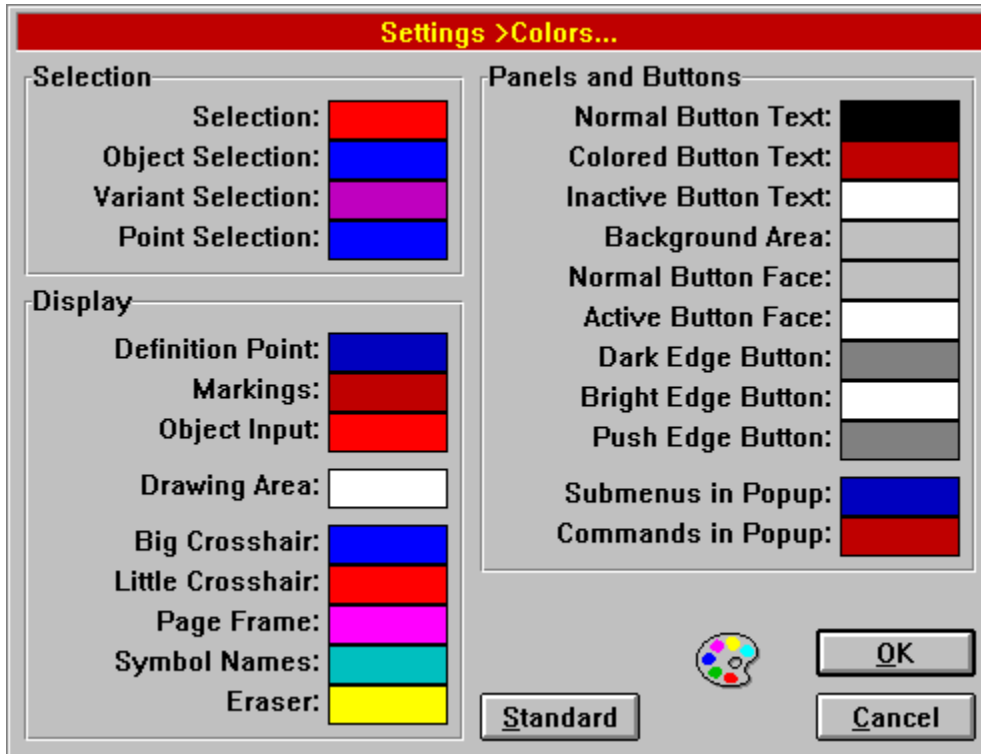 Settings >Colors...
Selection
Selection:
Object Selection:
Variant Selection:
Point Selection:
Display
Definition Point:
Markings:
Object Input:
Drawing Area:
Big Crosshair:
Little Crosshair:
Page Frame:
Symbol Names:
Eraser:
Panels and Buttons
Normal Button Text:
Colored Button Text:
Inactive Button Text:
Background Area:
Normal Button Face:
Active Button Face:
Dark Edge Button:
Bright Edge Button:
Push Edge Button:
Submenus in Popup:
Commands in Popup:
OK
Standard
Cancel